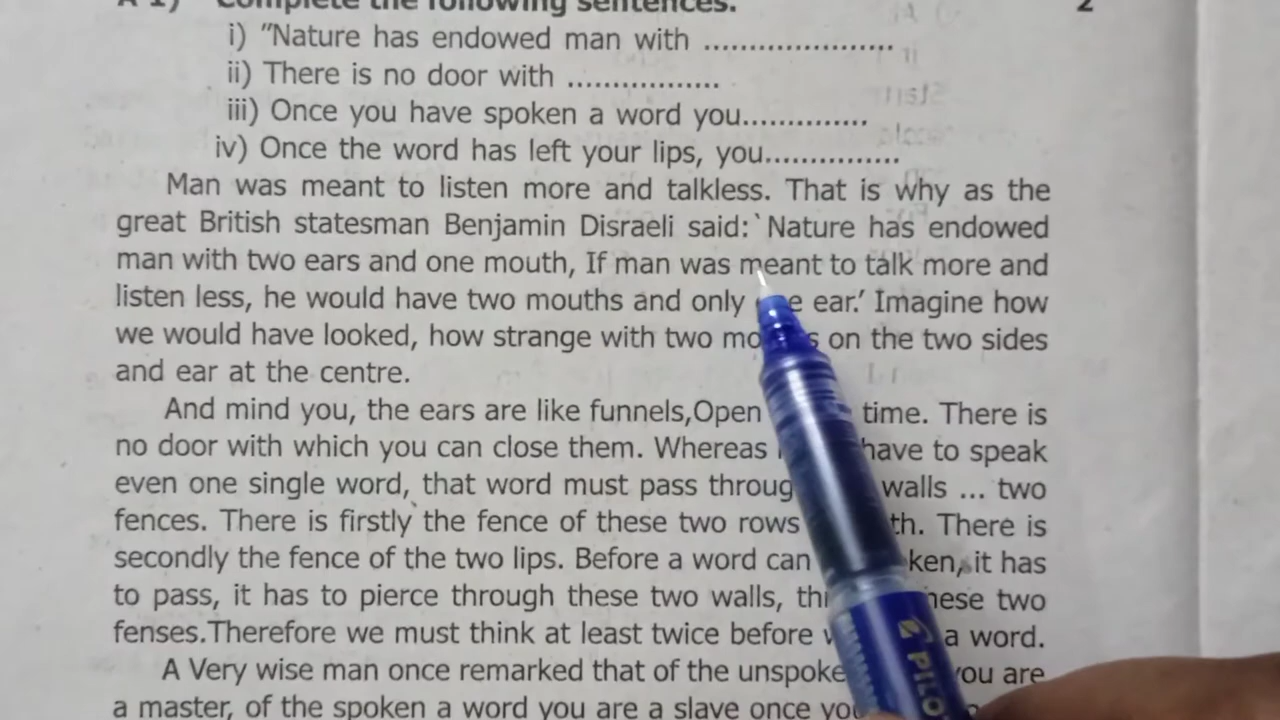 A 1) Complete the following sentences. 2
i) "Nature has endowed man with .....................
ii) There is no door with .................
iii) Once you have spoken a word you..............
iv) Once the word has left your lips, you...............
Man was meant to listen more and talkless. That is why as the
great British statesman Benjamin Disraeli said:`Nature has endowed
man with two ears and one mouth, If man was meant to talk more and
listen less, he would have two mouths and only ear.' Imagine how
we would have looked, how strange with two on the two sides
and ear at the centre.
And mind you, the ears are like funnels,Open time. There is
no door with which you can close them. Whereas have to speak
even one single word, that word must pass walls ... two
fences. There is firstly the fence of these two rows There is
secondly the fence of the two lips. Before a word can it has
to pass, it has to pierce through these two walls, these two
fenses.Therefore we must think at least twice before a word.
A Very wise man once remarked that of the you are
a master, of the spoken a word you are a slave once
PILOT